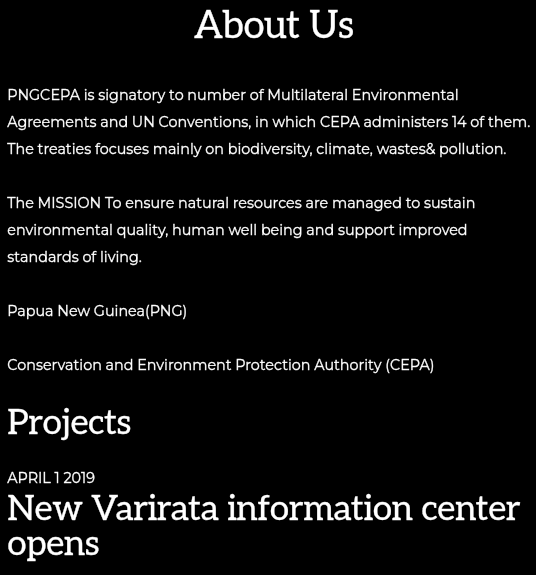 About Us
PNGCEPA is signatory to number of Multilateral Environmental
Agreements and UN Conventions, in which CEPA administers 14 of them.
The treaties focuses mainly on biodiversity, climate, wastes& pollution.
The MISSION To ensure natural resources are managed to sustain
environmental quality, human well being and support improved
standards of living.
Papua New Guinea(PNG)
Conservation and Environment Protection Authority (CEPA)
Projects
APRIL 1 2019
New Varirata information center
opens